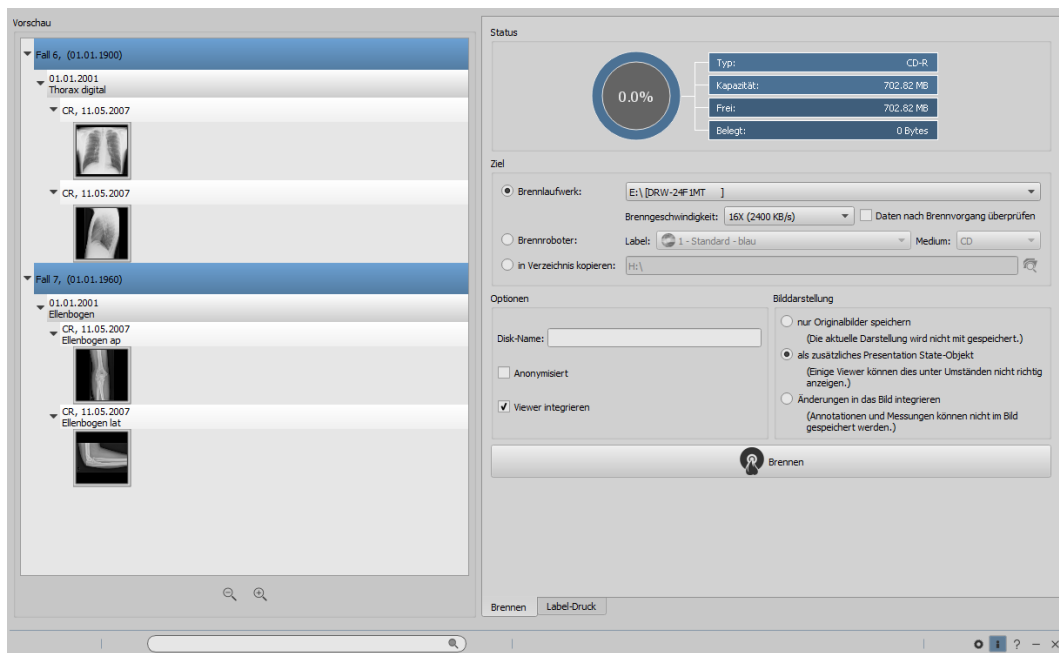 Vorschau
Fall 6, (01.01.1900)
01.01.2001
Thorax digital
CR, 11.05.2007
CR, 11.05.2007
Fall 7, (01.01.1960)
01.01.2001
Ellenbogen
CR, 11.05.2007
Ellenbogen ap
CR, 11.05.2007
Ellenbogen lat
Status
0.0%
Typ: CD-R
Kapazität: 702.82 MB
Frei: 702.82 MB
Belegt: 0 Bytes
Ziel
Brennlaufwerk: E:\ [DRW-24F1MT ]
Brenngeschwindigkeit: 16X (2400 KB/s) Daten nach Brennvorgang überprüfen
Brennroboter: Label: 1 - Standard - blau Medium: CD
in Verzeichnis kopieren: H:\
Optionen
Disk-Name:
Anonymisiert
Viewer integrieren
Bilddarstellung
nur Originalbilder speichern
(Die aktuelle Darstellung wird nicht mit gespeichert.)
als zusätzliches Presentation State-Objekt
(Einige Viewer können dies unter Umständen nicht richtig
anzeigen.)
Änderungen in das Bild integrieren
(Annotationen und Messungen können nicht im Bild
gespeichert werden.)
Brennen
Brennen Label-Druck